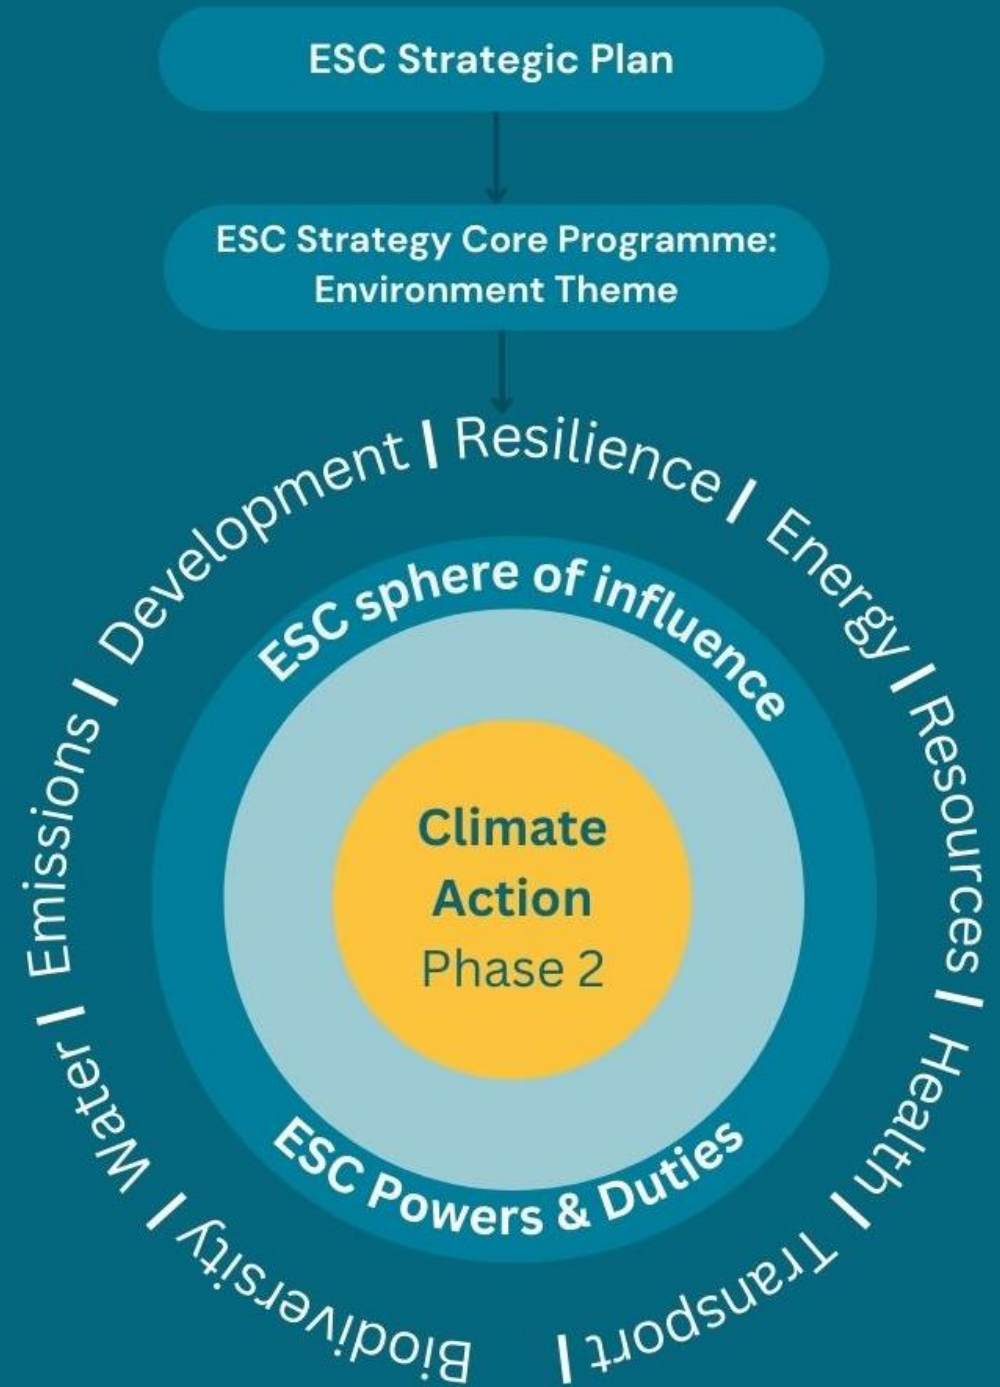 ESC Strategic Plan
ESC Strategy Core Programme:
Environment Theme
Resilience | Energy | Resources | Health | Transport | Biodiversity | Water | Emissions | Development |
ESC sphere of influence
Climate
Action
Phase 2
ESC Powers & Duties